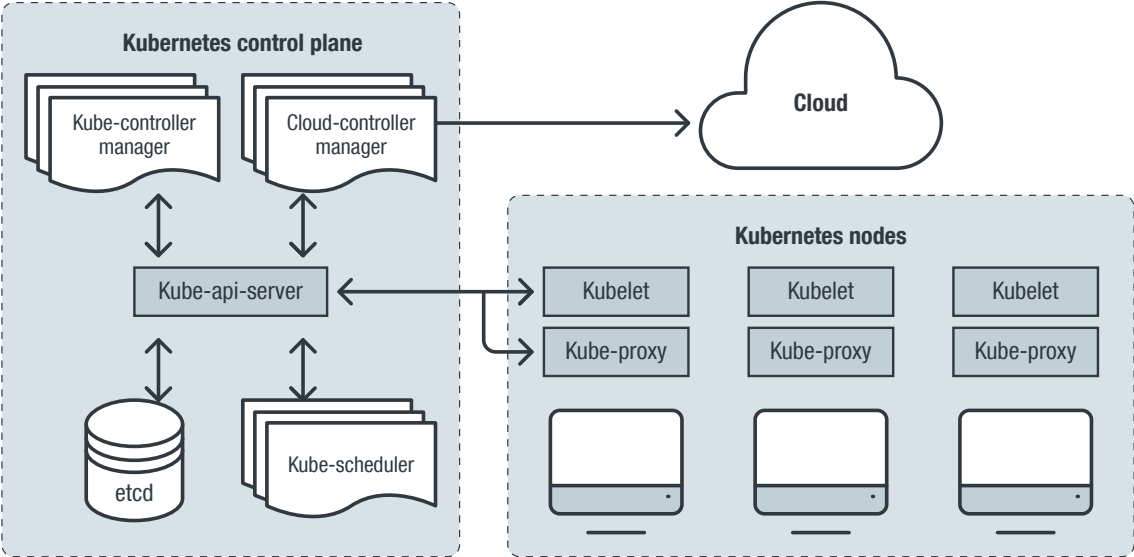 Kubernetes control plane
Kube-controller
manager
Cloud-controller
manager
Cloud
Kube-api-server
etcd
Kube-scheduler
Kubernetes nodes
Kubelet
Kubelet
Kubelet
Kube-proxy
Kube-proxy
Kube-proxy